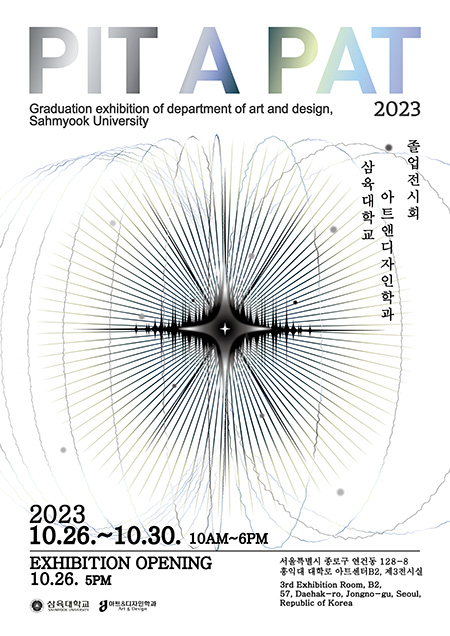 PIT A PAT
Graduation exhibition of department of art and design,
Sahmyook University
2023
졸업전시회
아트앤디자인학과
삼육대학교
2023
10.26.~10.30. 10AM~6PM
EXHIBITION OPENING
10.26. 5PM
서울특별시 종로구 연건동 128-8
홍익대 대학로 아트센터B2, 제3전시실
3rd Exhibition Room, B2,
57, Daehak-ro, Jongno-gu, Seoul,
Republic of Korea
삼육대학교
SAHMYOOK UNIVERSITY
아트&디자인학과
Art & Design